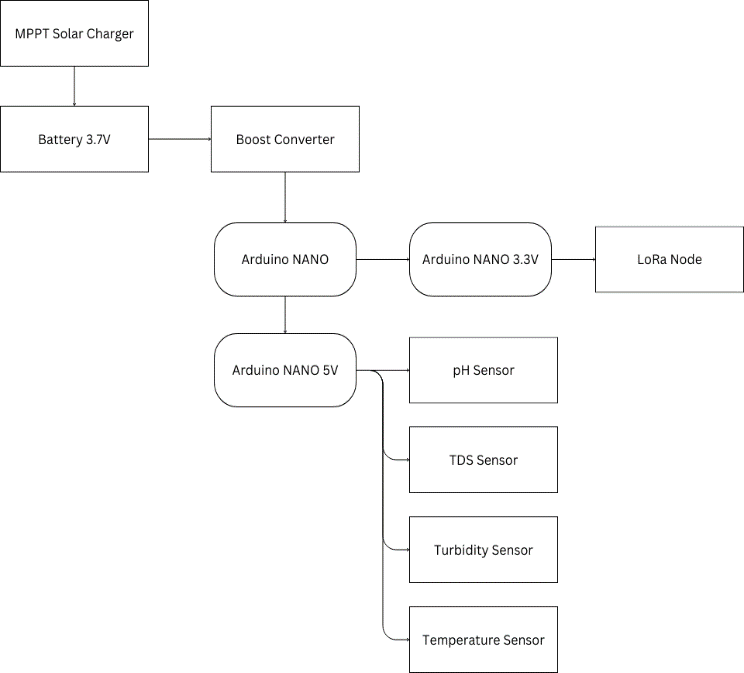 MPPT Solar Charger
Battery 3.7V
Boost Converter
Arduino NANO
Arduino NANO 3.3V
LoRa Node
Arduino NANO 5V
pH Sensor
TDS Sensor
Turbidity Sensor
Temperature Sensor